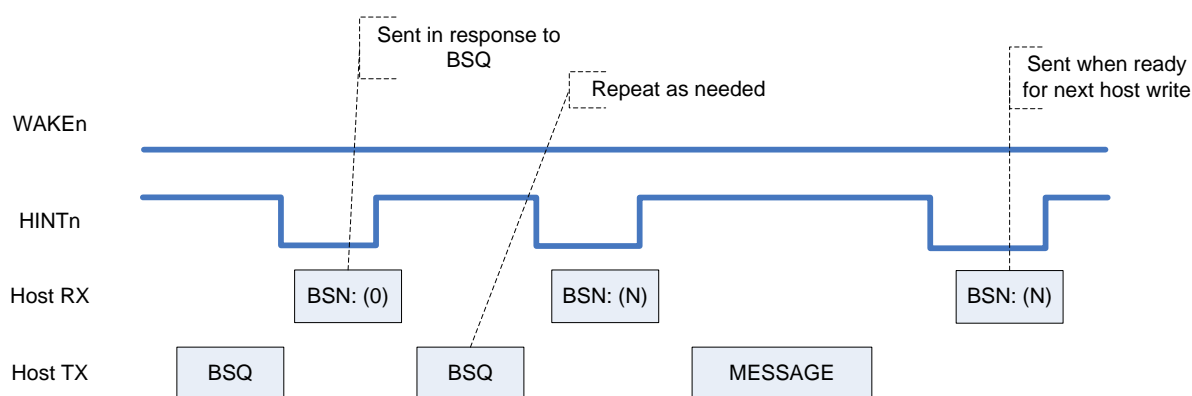 Sent in response to
BSQ
Repeat as needed
Sent when ready
for next host write
WAKEn
HINTn
Host RX
BSN: (0)
BSN: (N)
BSN: (N)
Host TX
BSQ
BSQ
MESSAGE